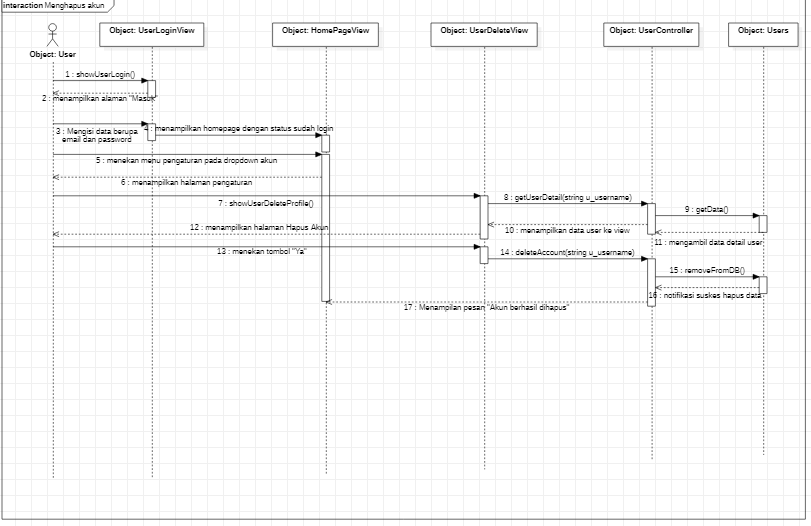 interaction Menghapus akun
Object: UserLoginView
Object: HomePageView
Object: UserDeleteView
Object: UserController
Object: Users
Object: User
1 : showUserLogin()
2 : menampilkan alaman "Masuk"
3 : Mengisi data berupa
email dan password
4 : menampilkan homepage dengan status sudah login
5 : menekan menu pengaturan pada dropdown akun
6 : menampilkan halaman pengaturan
7 : showUserDeleteProfile()
8 : getUserDetail(string u_username)
9 : getData()
10 : menampilkan data user ke view
11 : mengambil data detail user
12 : menampilkan halaman Hapus Akun
13 : menekan tombol "Ya"
14 : deleteAccount(string u_username)
15 : removeFromDB()
16 : notifikasi suskes hapus data
17 : Menampilan pesan "Akun berhasil dihapus"